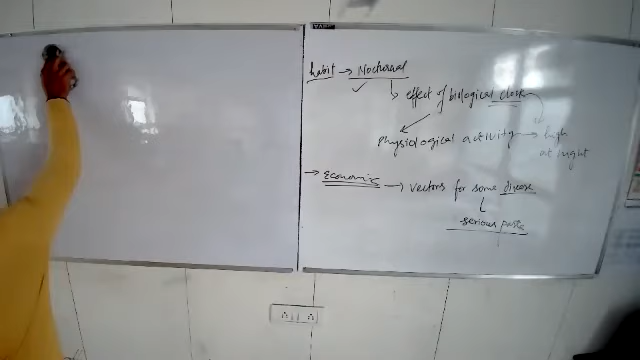 habit → Nocturnal
effect of biological clock
Physiological activity → high
at night
→ Economic → vectors for some disease
serious pests